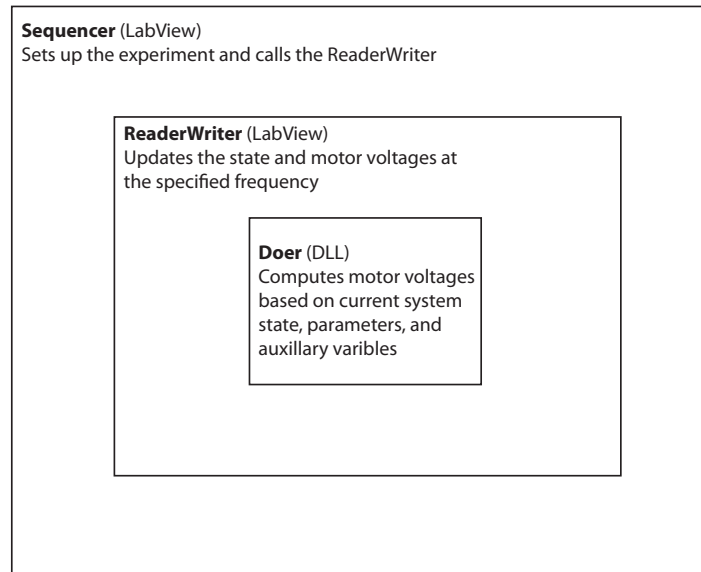 Sequencer (LabView)
Sets up the experiment and calls the ReaderWriter
ReaderWriter (LabView)
Updates the state and motor voltages at
the specified frequency
Doer (DLL)
Computes motor voltages
based on current system
state, parameters, and
auxillary varibles